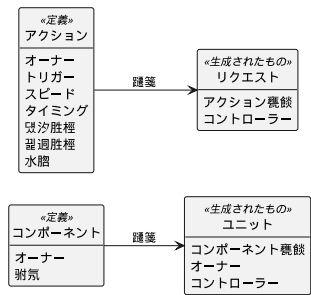 «定義»
アクション
オーナー
トリガー
スピード
タイミング
«生成されたもの»
リクエスト
アクション甕餤
コントローラー
«定義»
コンポーネント
オーナー
«生成されたもの»
ユニット
コンポーネント甕餤
オーナー
コントローラー